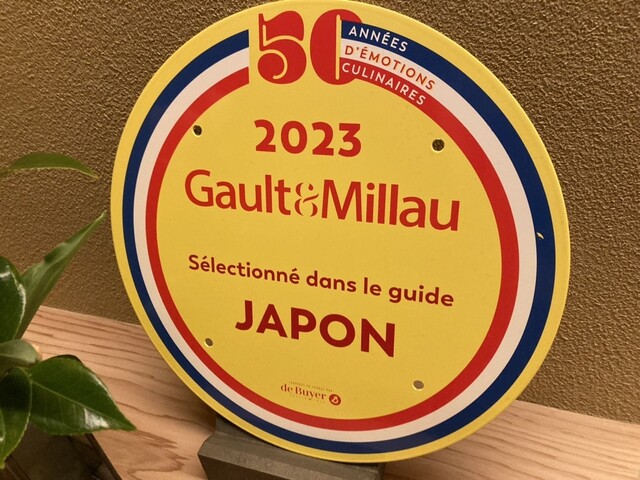 50 ANNÉES
D'ÉMOTIONS
CULINAIRES
2023
Gault&Millau
Sélectionné dans le guide
JAPON
de Buyer